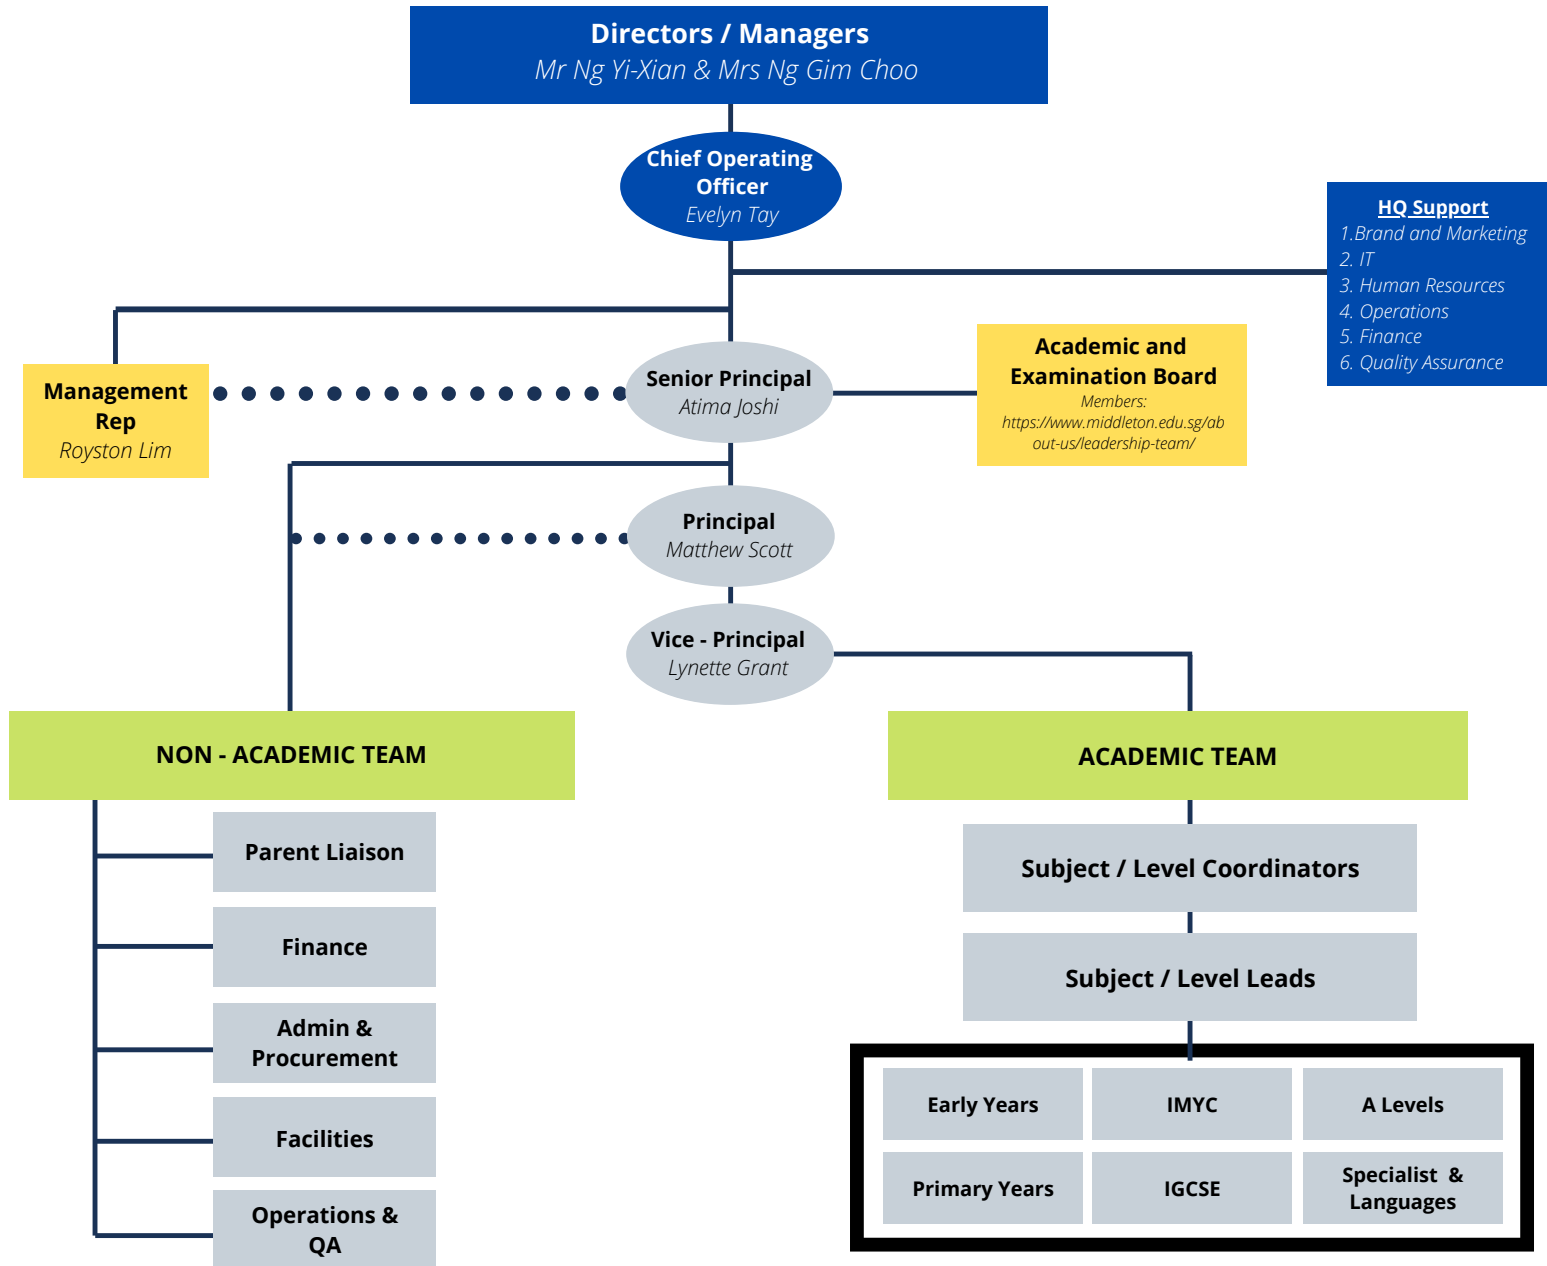 Directors / Managers
Mr Ng Yi-Xian & Mrs Ng Gim Choo
Chief Operating
Officer
Evelyn Tay
HQ Support
1.Brand and Marketing
2. IT
3. Human Resources
4. Operations
5. Finance
6. Quality Assurance
Management
Rep
Royston Lim
Senior Principal
Atima Joshi
Academic and
Examination Board
Members:
https://www.middleton.edu.sg/ab
out-us/leadership-team/
Principal
Matthew Scott
Vice - Principal
Lynette Grant
NON - ACADEMIC TEAM
Parent Liaison
Finance
Admin &
Procurement
Facilities
Operations &
QA
ACADEMIC TEAM
Subject / Level Coordinators
Subject / Level Leads
Early Years
IMYC
A Levels
Primary Years
IGCSE
Specialist &
Languages